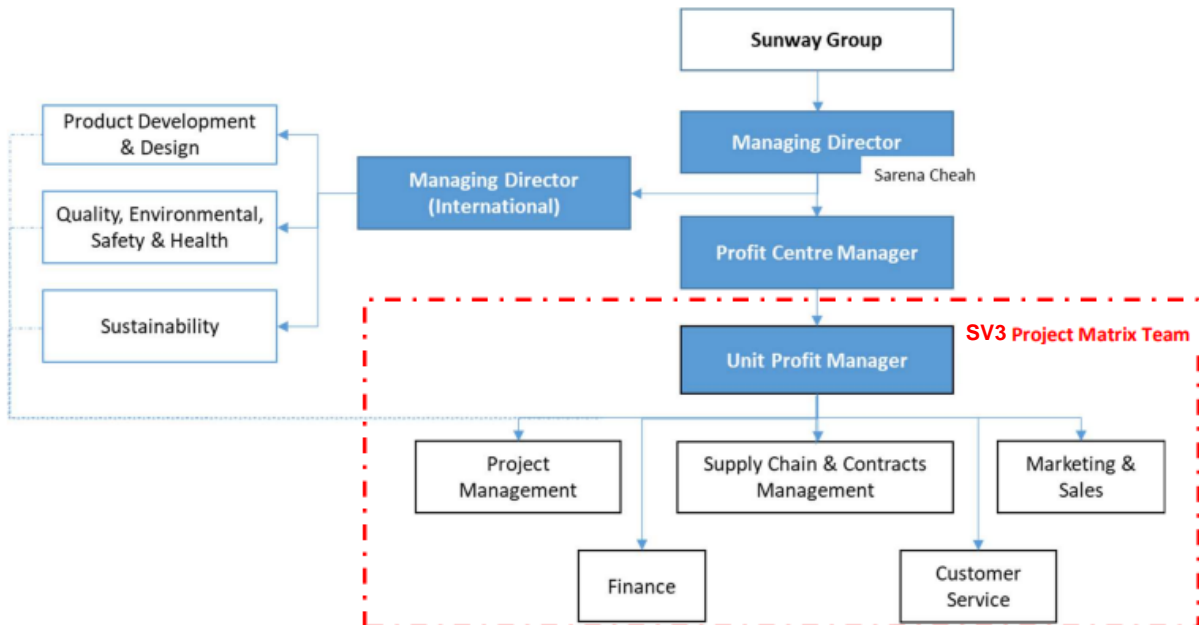 Sunway Group
Managing Director
Sarena Cheah
Product Development
& Design
Managing Director
(International)
Quality, Environmental,
Safety & Health
Profit Centre Manager
Sustainability
SV3 Project Matrix Team
Unit Profit Manager
Project
Management
Supply Chain & Contracts
Management
Marketing &
Sales
Finance
Customer
Service